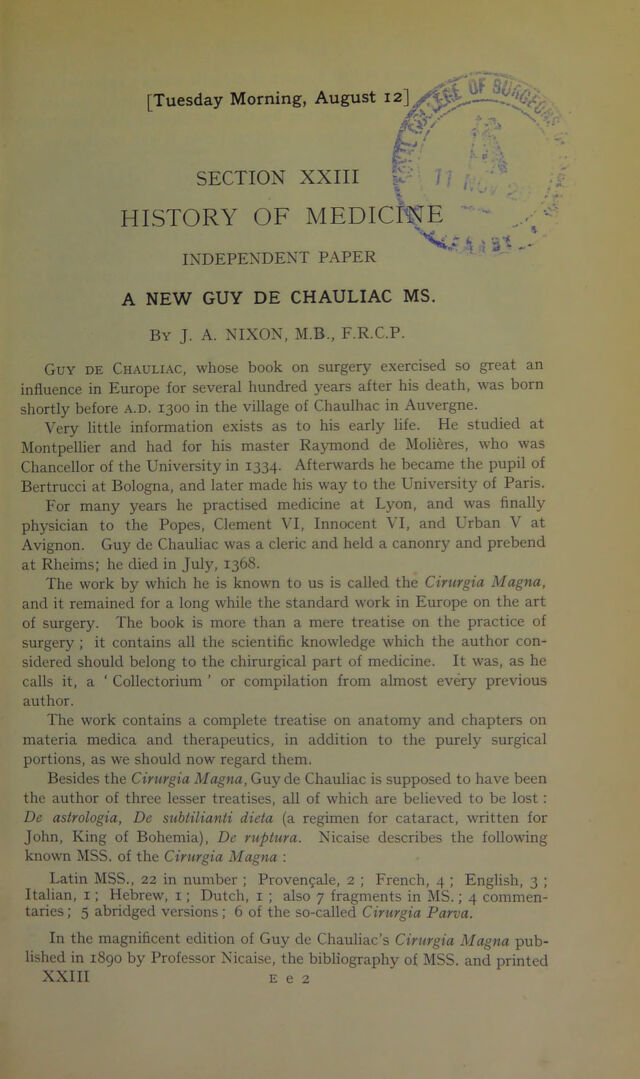 [Tuesday Morning, August 12]
OF
SECTION XXIII
HISTORY OF MEDICINE
INDEPENDENT PAPER
A NEW GUY DE CHAULIAC MS.
By J. A. NIXON, M.B., F.R.C.P.
Guy de Chauliac, whose book on surgery exercised so great an
influence in Europe for several hundred years after his death, was born
shortly before A.D. 1300 in the village of Chaulhac in Auvergne.
Very little information exists as to his early life. He studied at
Montpellier and had for his master Raymond de Molières, who was
Chancellor of the University in 1334. Afterwards he became the pupil of
Bertrucci at Bologna, and later made his way to the University of Paris.
For many years he practised medicine at Lyon, and was finally
physician to the Popes, Clement VI, Innocent VI, and Urban V at
Avignon. Guy de Chauliac was a cleric and held a canonry and prebend
at Rheims; he died in July, 1368.
The work by which he is known to us is called the Cirurgia Magna,
and it remained for a long while the standard work in Europe on the art
of surgery. The book is more than a mere treatise on the practice of
surgery ; it contains all the scientific knowledge which the author con-
sidered should belong to the chirurgical part of medicine. It was, as he
calls it, a ‘ Collectorium ’ or compilation from almost every previous
author.
The work contains a complete treatise on anatomy and chapters on
materia medica and therapeutics, in addition to the purely surgical
portions, as we should now regard them.
Besides the Cirurgia Magna, Guy de Chauliac is supposed to have been
the author of three lesser treatises, all of which are believed to be lost :
De astrologia, De subtilianti dieta (a regimen for cataract, written for
John, King of Bohemia), De ruptura. Nicaise describes the following
known MSS. of the Cirurgia Magna :
Latin MSS., 22 in number ; Provençale, 2 ; French, 4 ; English, 3 ;
Italian, 1 ; Hebrew, 1 ; Dutch, 1 ; also 7 fragments in MS. ; 4 commen-
taries ; 5 abridged versions ; 6 of the so-called Cirurgia Parva.
In the magnificent edition of Guy de Chauliac's Cirurgia Magna pub-
lished in 1890 by Professor Nicaise, the bibliography of MSS. and printed
XXIII E e 2